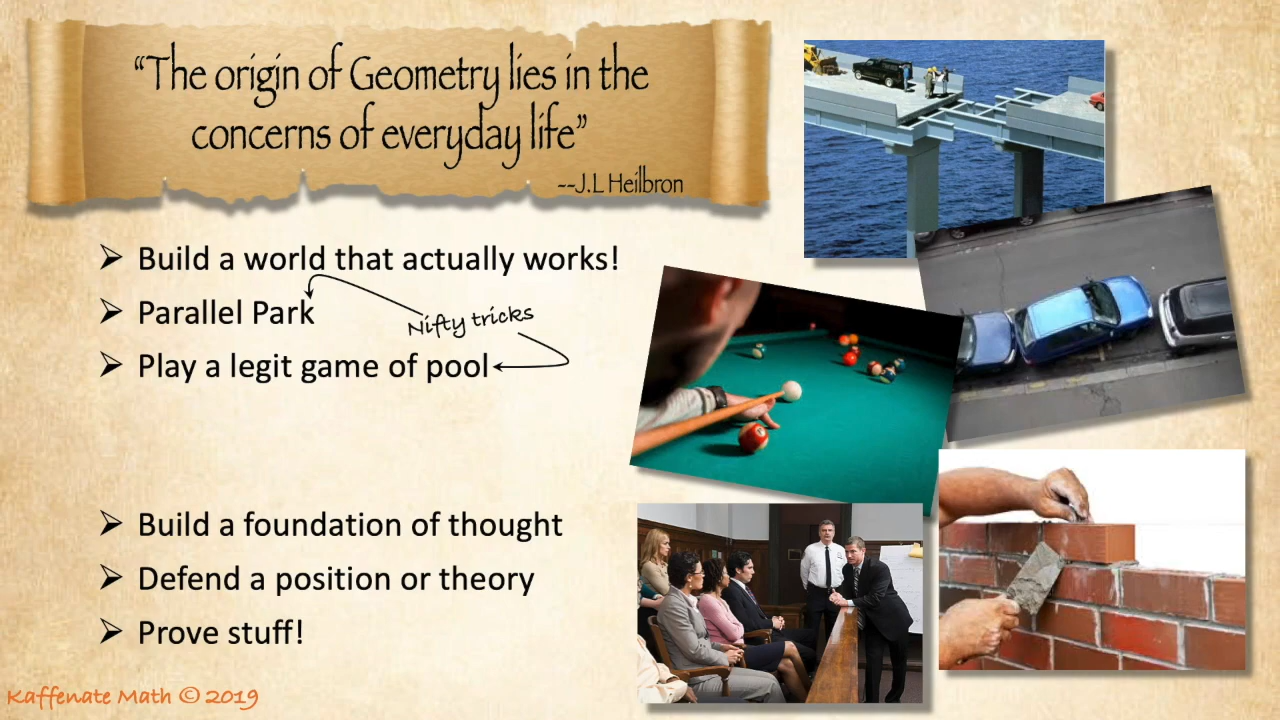 “The origin of Geometry lies in the
concerns of everyday life”
--J.L Heilbron
➢ Build a world that actually works!
➢ Parallel Park
Nifty tricks
➢ Play a legit game of pool
➢ Build a foundation of thought
➢ Defend a position or theory
➢ Prove stuff!
Kaffenate Math © 2019